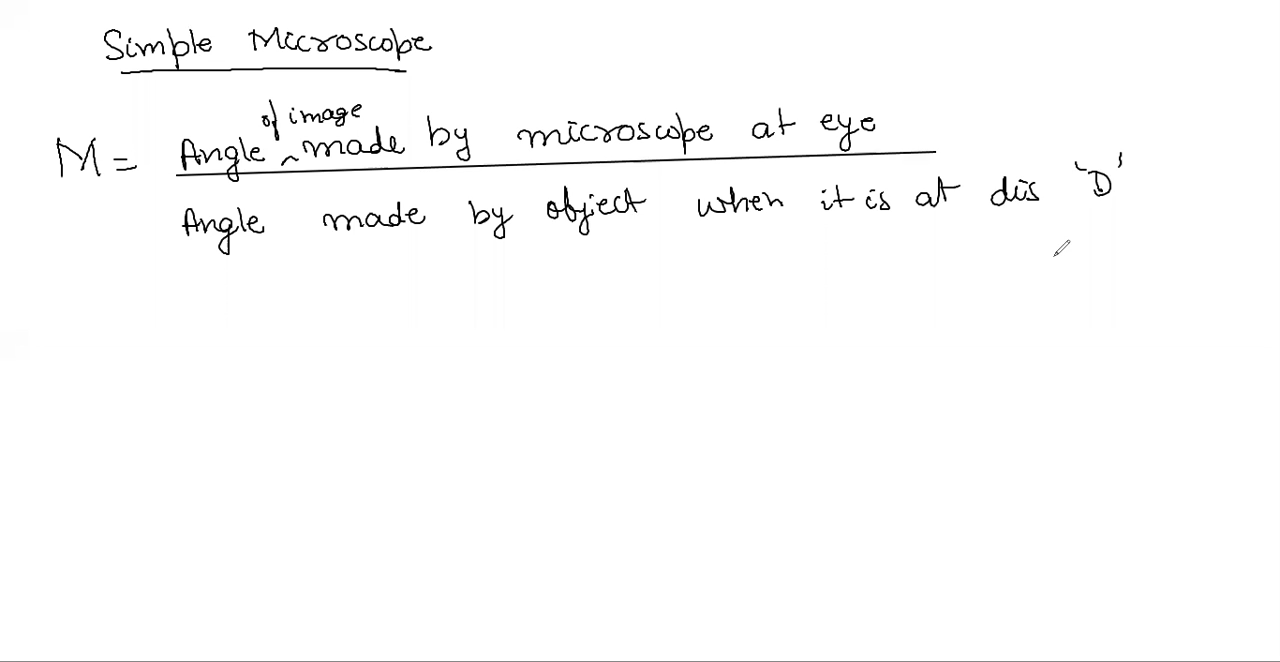 Simple Microscope
of image
M = Angle ^ made by microscope at eye
Angle made by object when it is at dis 'D'